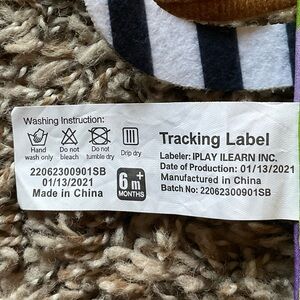 Washing Instruction:
Hand wash only
Do not bleach
Do not tumble dry
Drip dry
22062300901SB
01/13/2021
Made in China
6 m+
MONTHS
Tracking Label
Labeler: IPLAY ILEARN INC.
Date of Production: 01/13/2021
Manufactured in China
Batch No: 22062300901SB